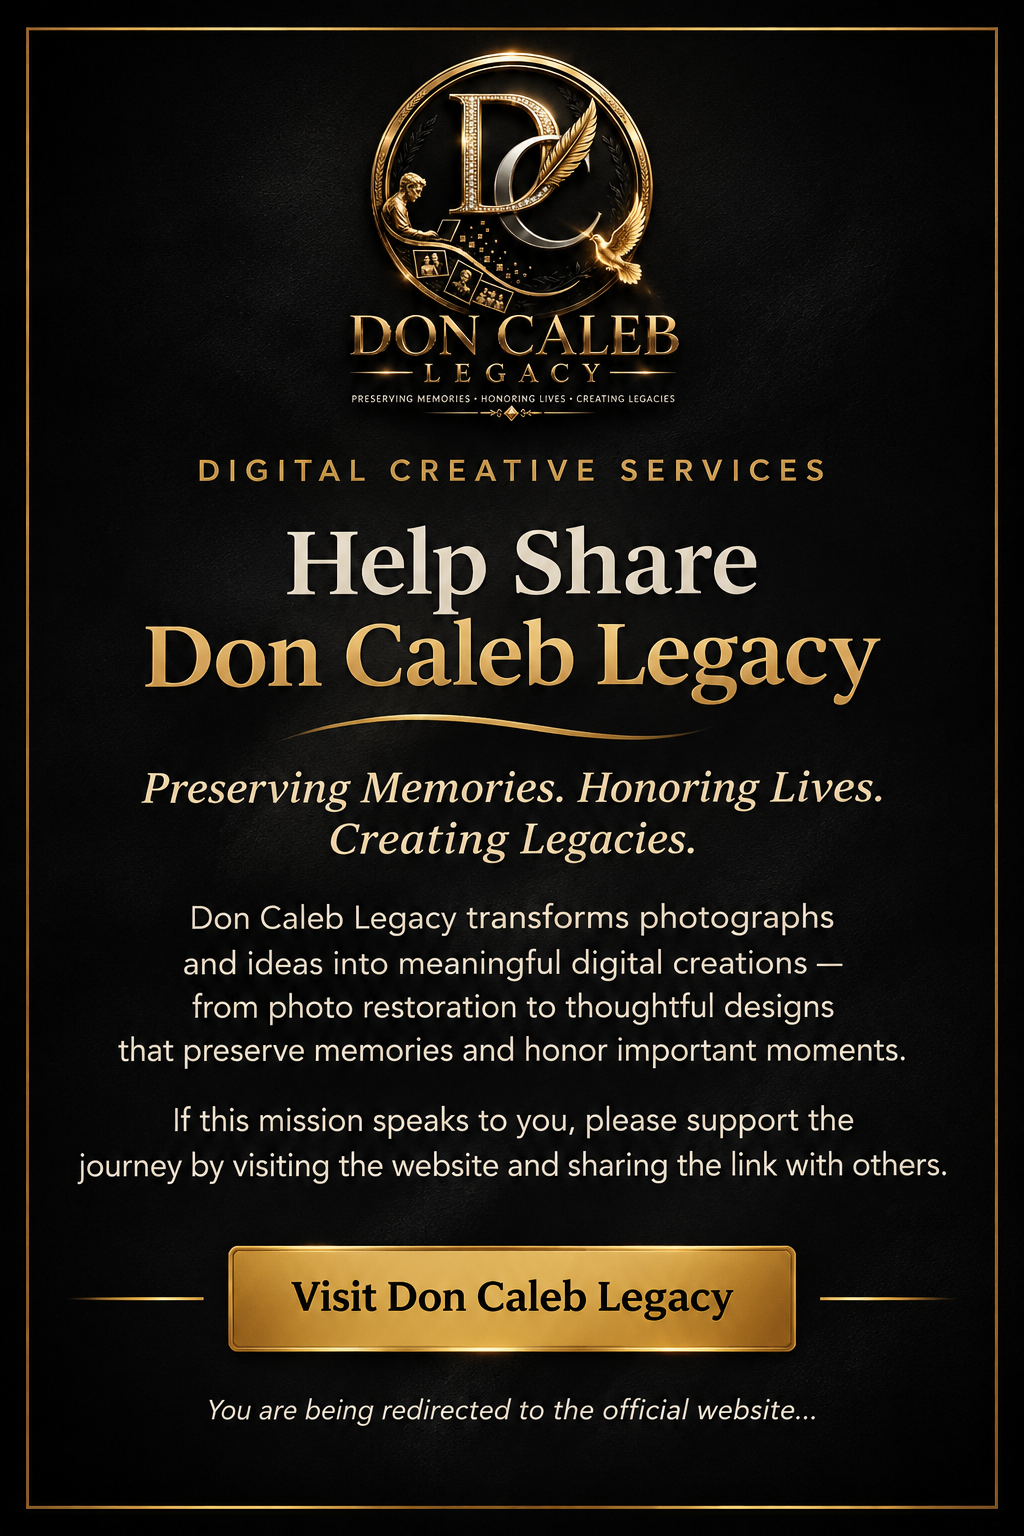 DC
DON CALEB
LEGACY
PRESERVING MEMORIES • HONORING LIVES • CREATING LEGACIES
DIGITAL CREATIVE SERVICES
Help Share
Don Caleb Legacy
Preserving Memories. Honoring Lives.
Creating Legacies.
Don Caleb Legacy transforms photographs
and ideas into meaningful digital creations —
from photo restoration to thoughtful designs
that preserve memories and honor important moments.
If this mission speaks to you, please support the
journey by visiting the website and sharing the link with others.
Visit Don Caleb Legacy
You are being redirected to the official website...